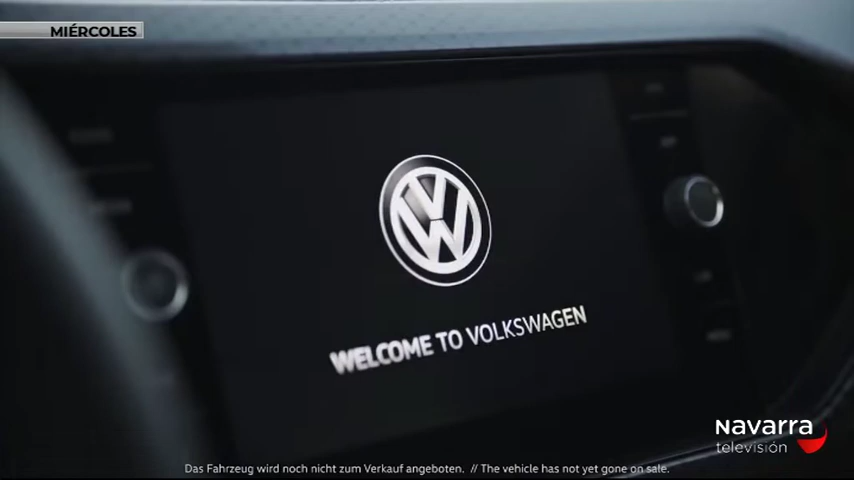 MIÉRCOLES
WELCOME TO VOLKSWAGEN
Navarra
televisión
Das Fahrzeug wird noch nicht zum Verkauf angeboten. // The vehicle has not yet gone on sale.